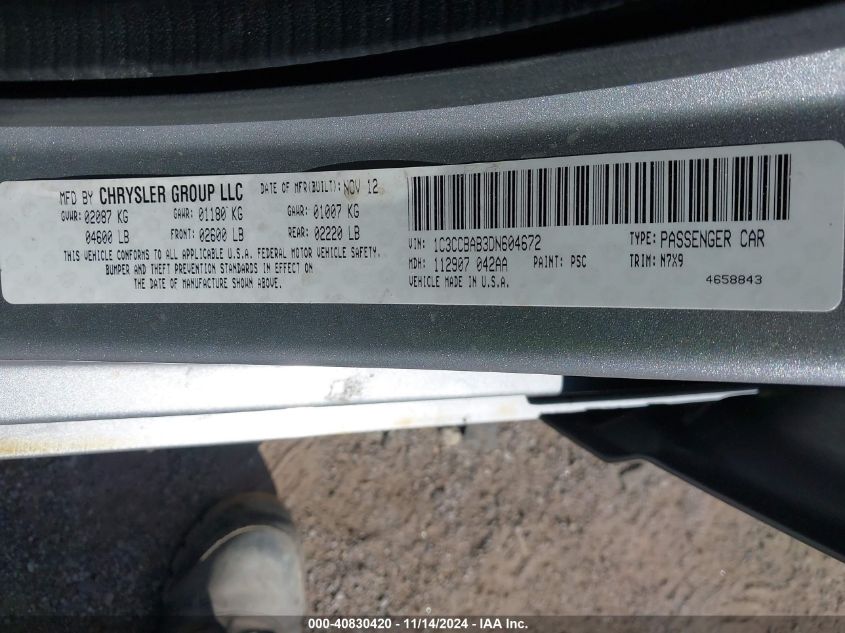 MFD BY CHRYSLER GROUP LLC DATE OF MFR(BUILT): NOV 12
GVWR: 02087 KG GAWR: 01180 KG GAWR: 01007 KG
04600 LB FRONT: 02600 LB REAR: 02220 LB
THIS VEHICLE CONFORMS TO ALL APPLICABLE U.S.A. FEDERAL MOTOR VEHICLE SAFETY,
BUMPER AND THEFT PREVENTION STANDARDS IN EFFECT ON
THE DATE OF MANUFACTURE SHOWN ABOVE.
VIN: 1C3CCBAB3DN604672 TYPE: PASSENGER CAR
MDH: 112907 042AA PAINT: PSC TRIM: N7X9
VEHICLE MADE IN U.S.A. 4658843
000-40830420 - 11/14/2024 - IAA Inc.